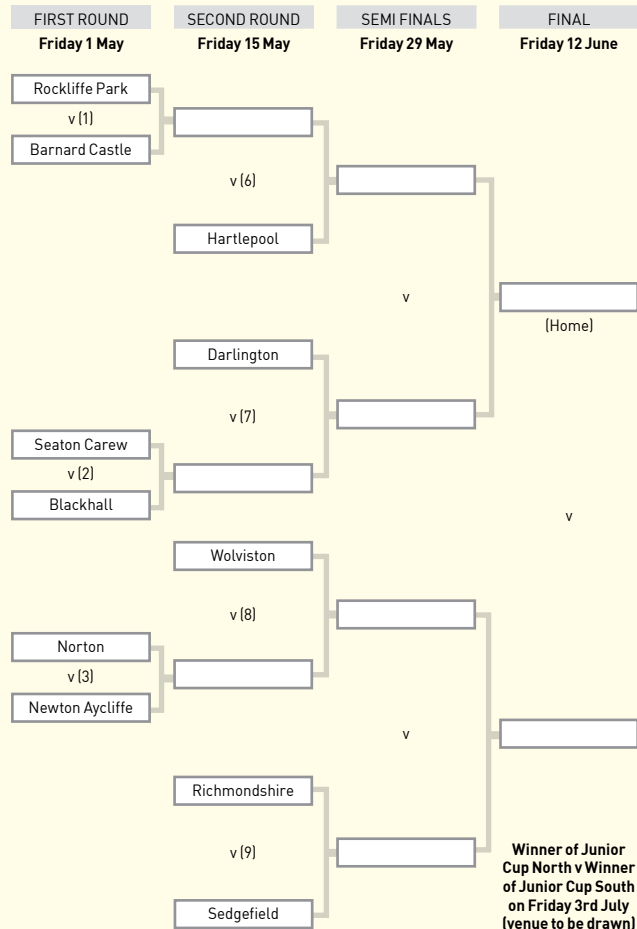 FIRST ROUND
Friday 1 May
SECOND ROUND
Friday 15 May
SEMI FINALS
Friday 29 May
FINAL
Friday 12 June
Rockliffe Park
v (1)
Barnard Castle
v (6)
Hartlepool
v
(Home)
Darlington
v (7)
Seaton Carew
v (2)
Blackhall
v
Wolviston
v (8)
Norton
v (3)
Newton Aycliffe
v
Richmondshire
v (9)
Sedgefield
Winner of Junior
Cup North v Winner
of Junior Cup South
on Friday 3rd July
(venue to be drawn)